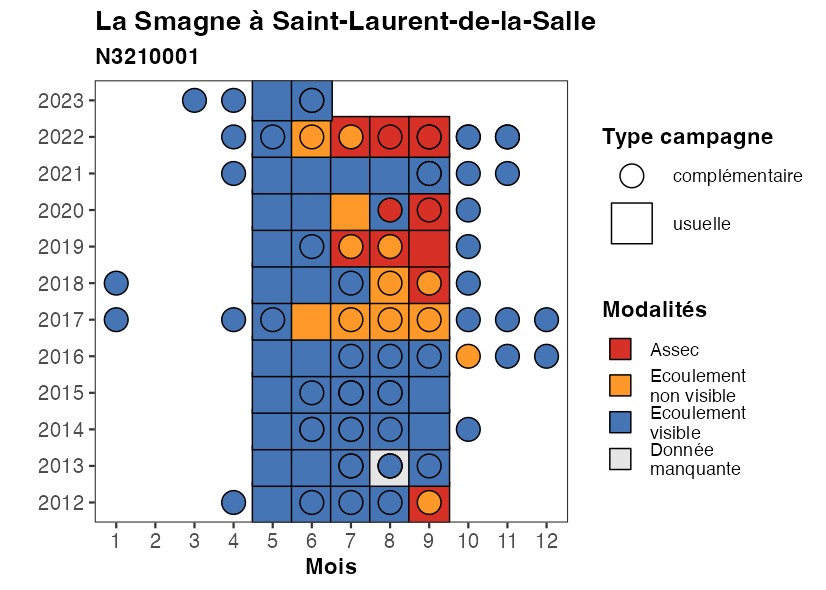 La Smagne à Saint-Laurent-de-la-Salle
N3210001
2023
2022
2021
2020
2019
2018
2017
2016
2015
2014
2013
2012
1 2 3 4 5 6 7 8 9 10 11 12
Mois
Type campagne
complémentaire
usuelle
Modalités
Assec
Ecoulement
non visible
Ecoulement
visible
Donnée
manquante